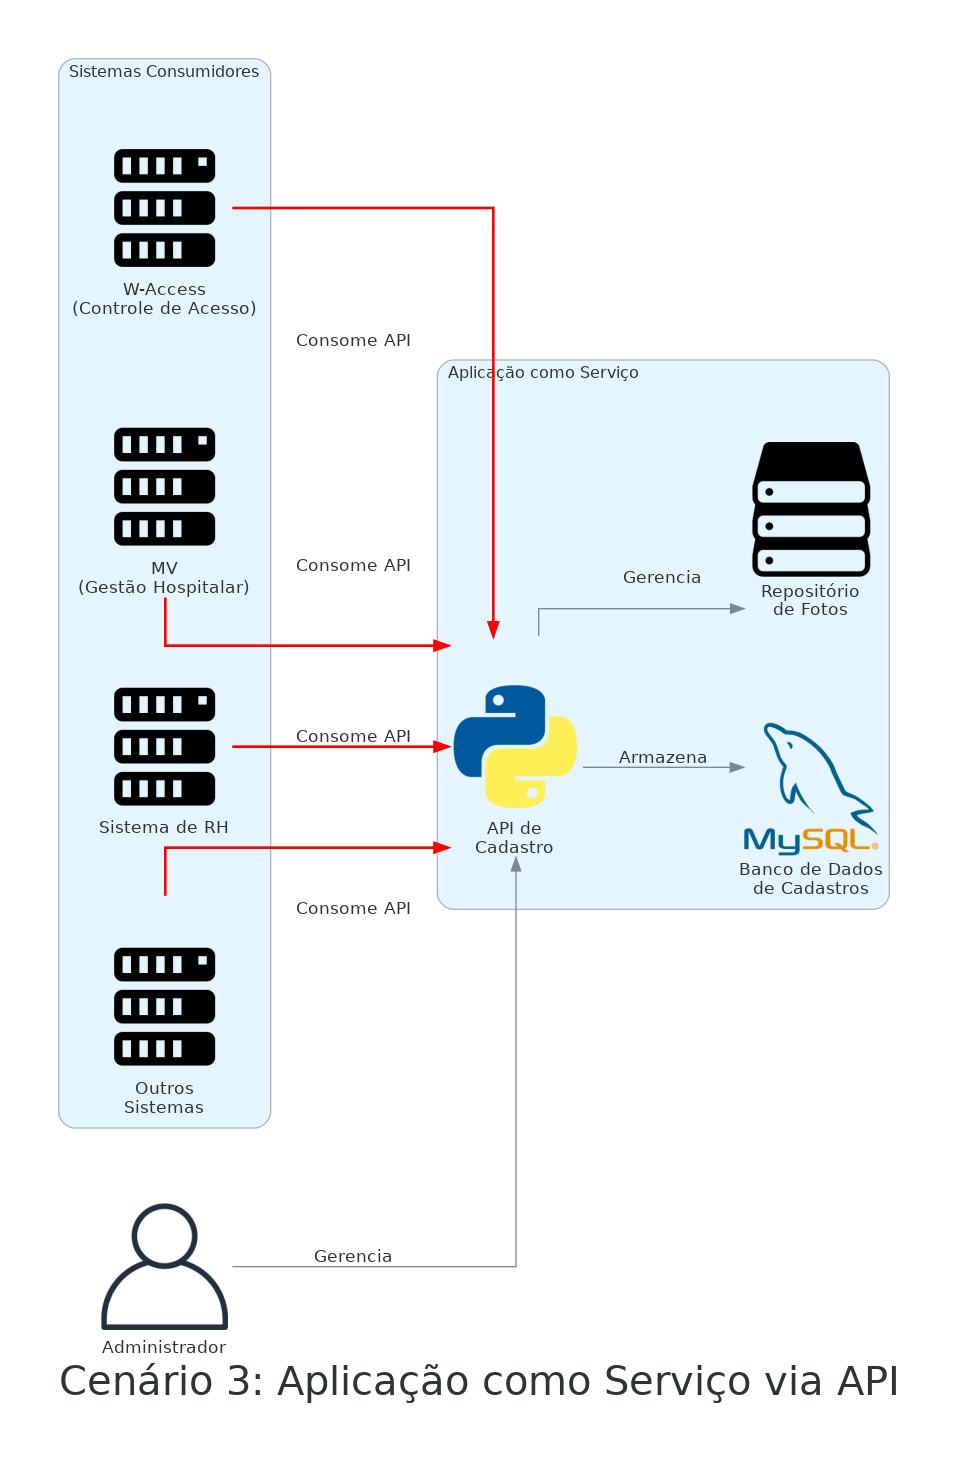 Sistemas Consumidores
W-Access
(Controle de Acesso)
Consome API
Aplicação como Serviço
MV
(Gestão Hospitalar)
Consome API
Gerencia
Repositório
de Fotos
Consome API
Sistema de RH
Armazena
API de
Cadastro
MySQL®
Banco de Dados
de Cadastros
Consome API
Outros
Sistemas
Gerencia
Administrador
Cenário 3: Aplicação como Serviço via API